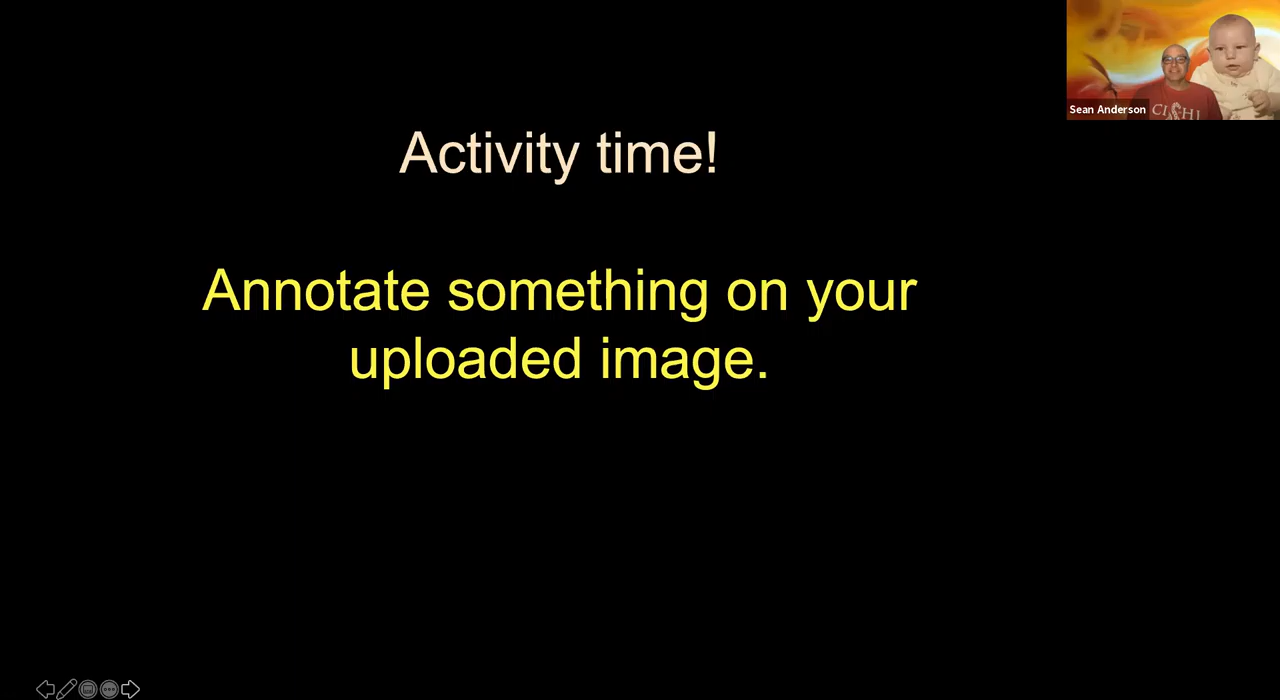 Activity time!
Annotate something on your
uploaded image.
Sean Anderson